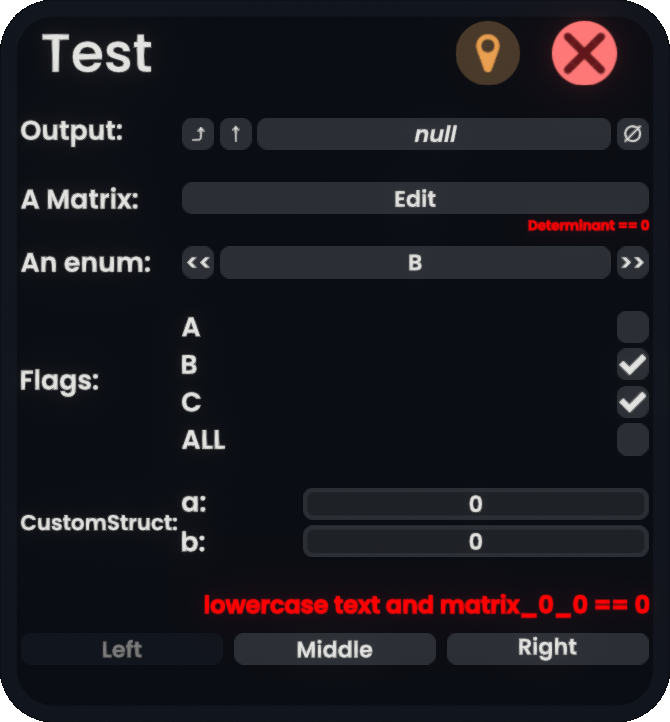 Test
Output: ⤴ ↑ null ∅
A Matrix: Edit
Determinant == 0
An enum: << B >>
A
B
Flags:
C
ALL
a: 0
CustomStruct:
b: 0
lowercase text and matrix_0_0 == 0
Left Middle Right